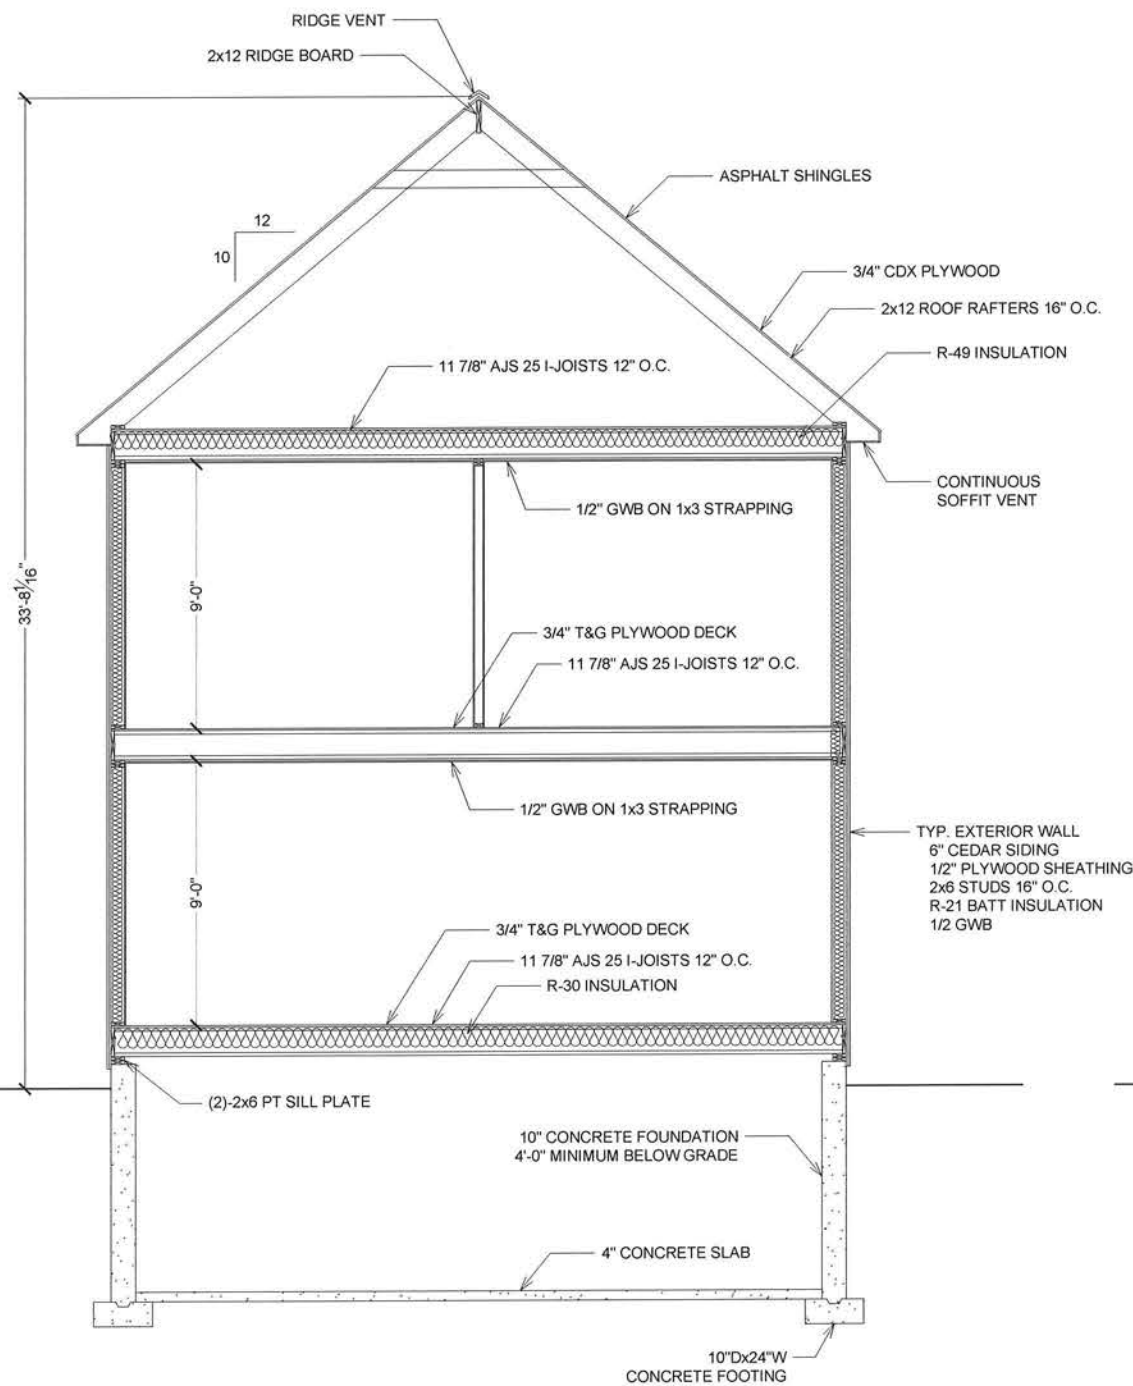 RIDGE VENT
2x12 RIDGE BOARD
ASPHALT SHINGLES
12
10
3/4" CDX PLYWOOD
2x12 ROOF RAFTERS 16" O.C.
R-49 INSULATION
11 7/8" AJS 25 I-JOISTS 12" O.C.
CONTINUOUS
SOFFIT VENT
1/2" GWB ON 1x3 STRAPPING
33'-8 1/16"
9'-0"
3/4" T&G PLYWOOD DECK
11 7/8" AJS 25 I-JOISTS 12" O.C.
1/2" GWB ON 1x3 STRAPPING
TYP. EXTERIOR WALL
6" CEDAR SIDING
1/2" PLYWOOD SHEATHING
2x6 STUDS 16" O.C.
R-21 BATT INSULATION
1/2 GWB
9'-0"
3/4" T&G PLYWOOD DECK
11 7/8" AJS 25 I-JOISTS 12" O.C.
R-30 INSULATION
(2)-2x6 PT SILL PLATE
10" CONCRETE FOUNDATION
4'-0" MINIMUM BELOW GRADE
4" CONCRETE SLAB
10"Dx24"W
CONCRETE FOOTING